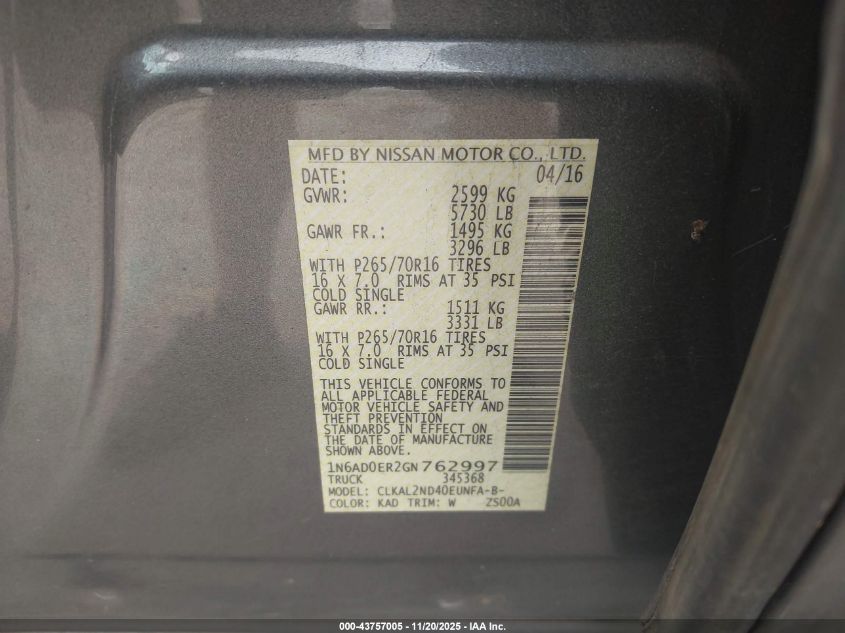 MFD BY NISSAN MOTOR CO., LTD.
DATE: 04/16
GVWR: 2599 KG
5730 LB
GAWR FR.: 1495 KG
3296 LB
WITH P265/70R16 TIRES
16 X 7.0 RIMS AT 35 PSI
COLD SINGLE
GAWR RR.: 1511 KG
3331 LB
WITH P265/70R16 TIRES
16 X 7.0 RIMS AT 35 PSI
COLD SINGLE
THIS VEHICLE CONFORMS TO
ALL APPLICABLE FEDERAL
MOTOR VEHICLE SAFETY AND
THEFT PREVENTION
STANDARDS IN EFFECT ON
THE DATE OF MANUFACTURE
SHOWN ABOVE.
1N6AD0ER2GN762997
TRUCK 345368
MODEL: CLKAL2ND40EUNFA-B-
COLOR: KAD TRIM: W ZS00A
000-43757005 - 11/20/2025 - IAA Inc.